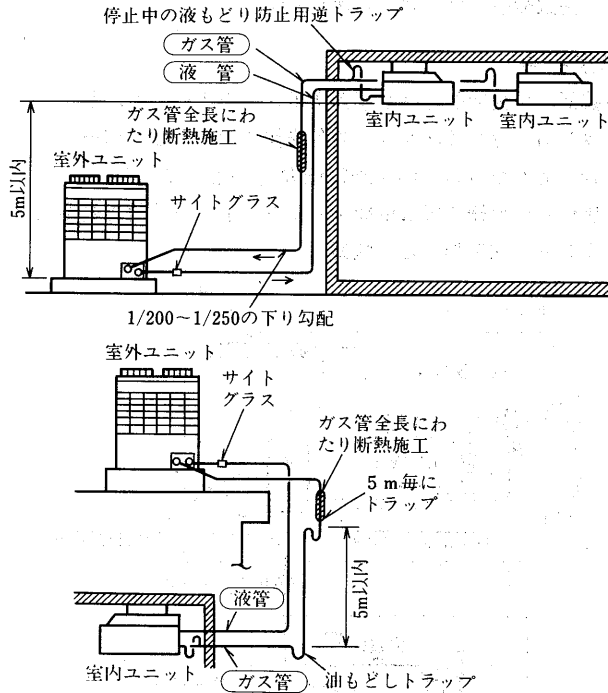 停止中の液もどり防止用逆トラップ
ガス管
液 管
ガス管全長にわ
たり断熱施工
室外ユニット
5m以内
サイトグラス
室内ユニット
室内ユニット
1/200~1/250の下り勾配
室外ユニット
サイト
グラス
ガス管全長にわ
たり断熱施工
5m毎に
トラップ
5m以内
液管
室内ユニット
ガス管
油もどしトラップ